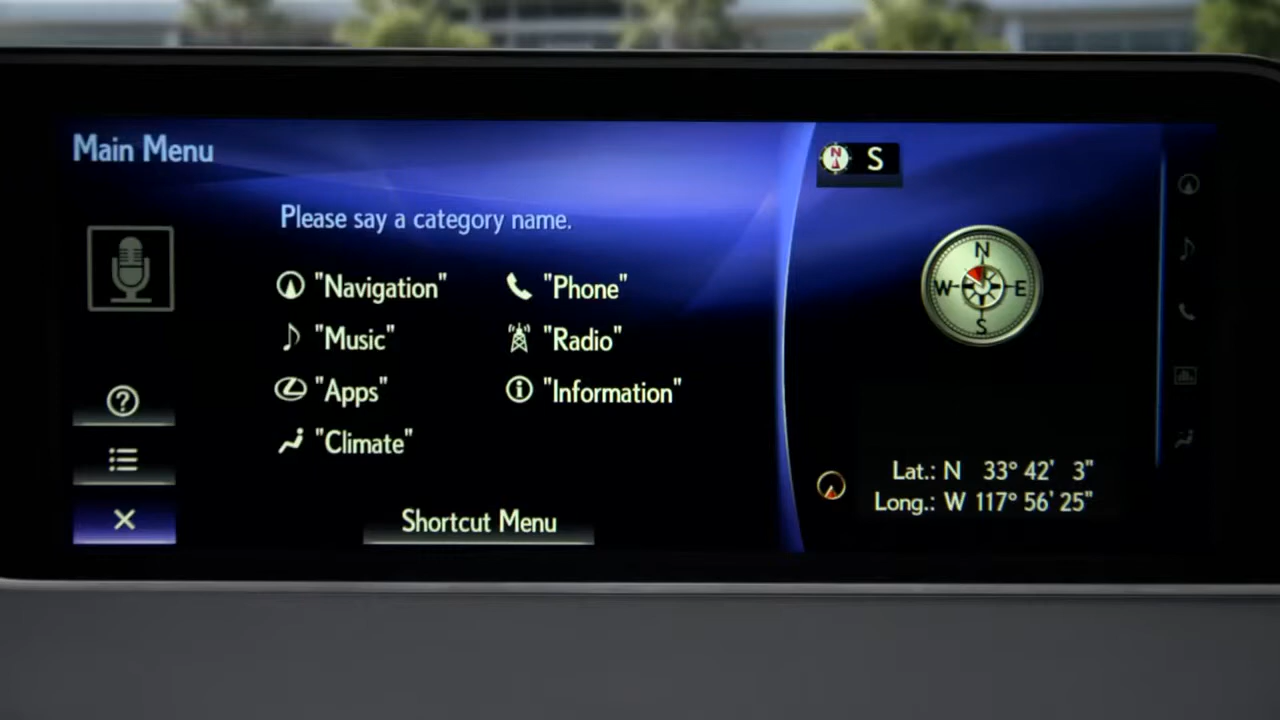 Main Menu
N S
Please say a category name.
"Navigation" "Phone"
"Music" "Radio"
"Apps" "Information"
"Climate"
Shortcut Menu
N
W E
S
Lat.: N 33° 42' 3"
Long.: W 117° 56' 25"